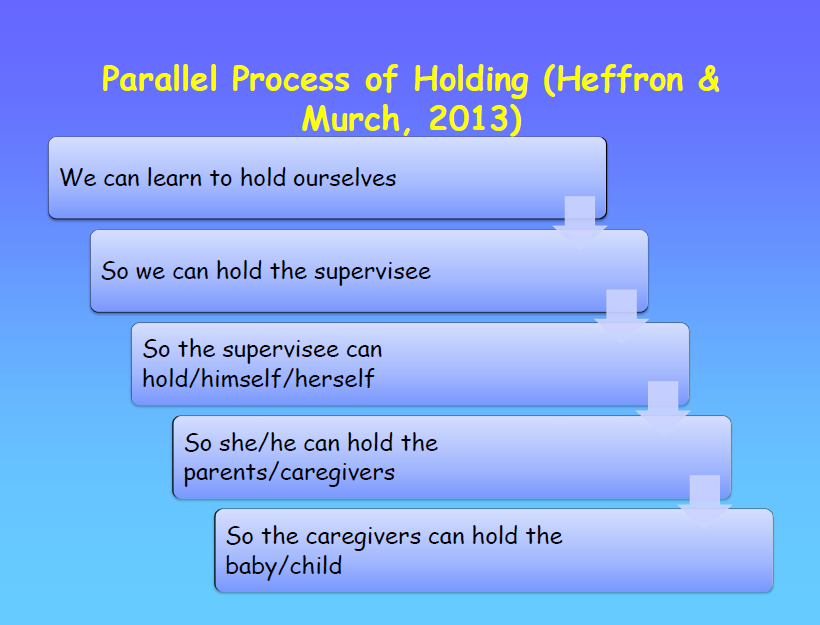 Parallel Process of Holding (Heffron &
Murch, 2013)
We can learn to hold ourselves
So we can hold the supervisee
So the supervisee can
hold/himself/herself
So she/he can hold the
parents/caregivers
So the caregivers can hold the
baby/child